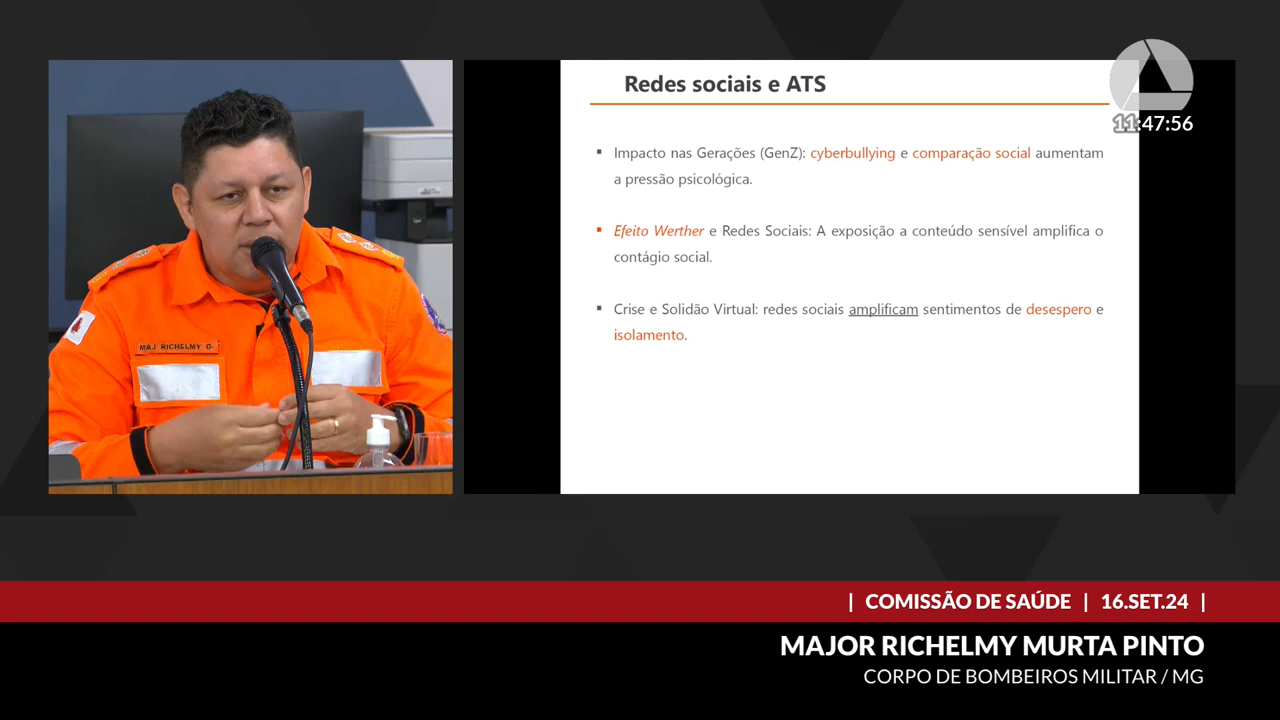 Redes sociais e ATS
11:47:56
▪ Impacto nas Gerações (GenZ): cyberbullying e comparação social aumentam
a pressão psicológica.
▪ Efeito Werther e Redes Sociais: A exposição a conteúdo sensível amplifica o
contágio social.
▪ Crise e Solidão Virtual: redes sociais amplificam sentimentos de desespero e
isolamento.
MAJ RICHELMY O-
| COMISSÃO DE SAÚDE | 16.SET.24 |
MAJOR RICHELMY MURTA PINTO
CORPO DE BOMBEIROS MILITAR / MG